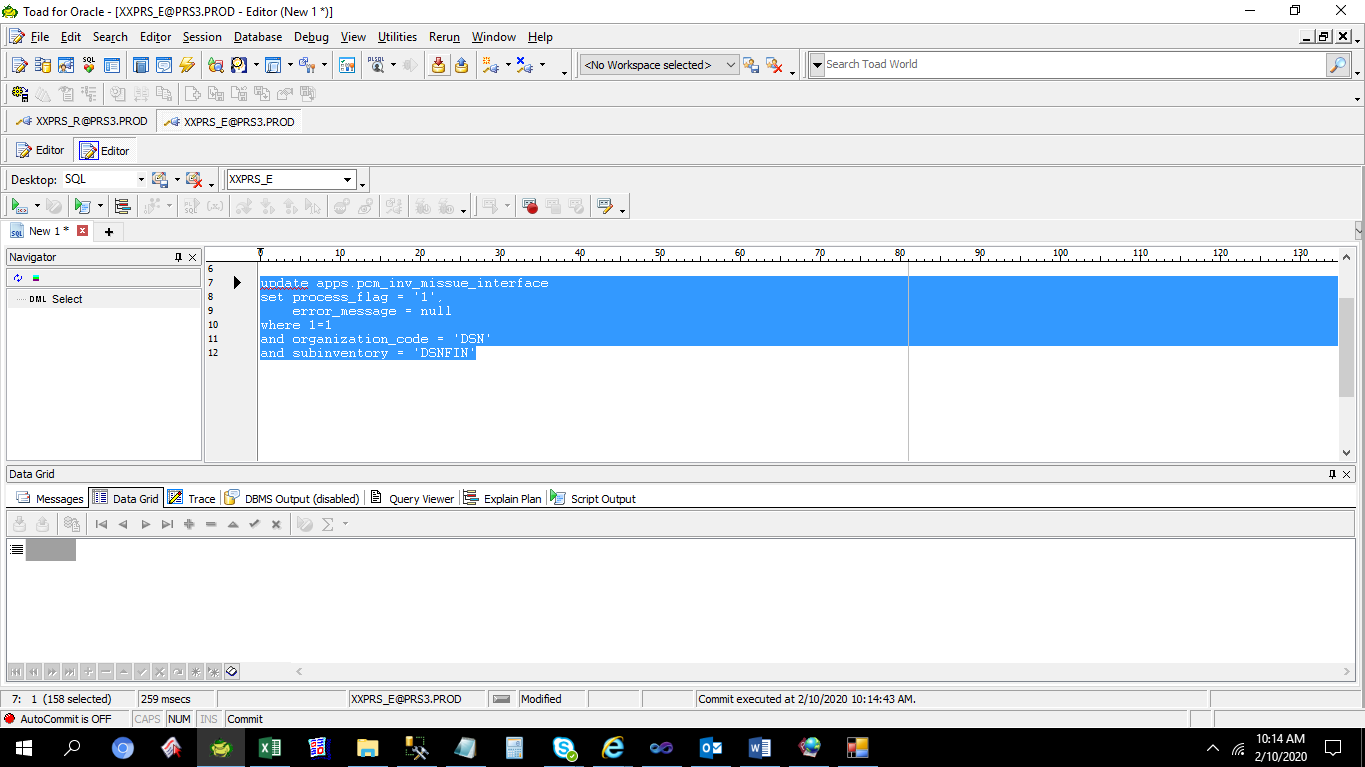 Toad for Oracle - [XXPRS_E@PRS3.PROD - Editor (New 1 *)]
File Edit Search Editor Session Database Debug View Utilities Rerun Window Help
SQL
PLSQL
<No Workspace selected>
Search Toad World
XXPRS_R@PRS3.PROD XXPRS_E@PRS3.PROD
Editor Editor
Desktop: SQL XXPRS_E
New 1 *
Navigator
0 10 20 30 40 50 60 70 80 90 100 110 120 130
DML Select
6
7 update apps.pcm_inv_missue_interface
8 set process_flag = '1',
9 error_message = null
10 where 1=1
11 and organization_code = 'DSN'
12 and subinventory = 'DSNFIN'
Data Grid
Messages Data Grid Trace DBMS Output (disabled) Query Viewer Explain Plan Script Output
7: 1 (158 selected) 259 msecs XXPRS_E@PRS3.PROD Modified Commit executed at 2/10/2020 10:14:43 AM.
AutoCommit is OFF CAPS NUM INS Commit
10:14 AM
2/10/2020